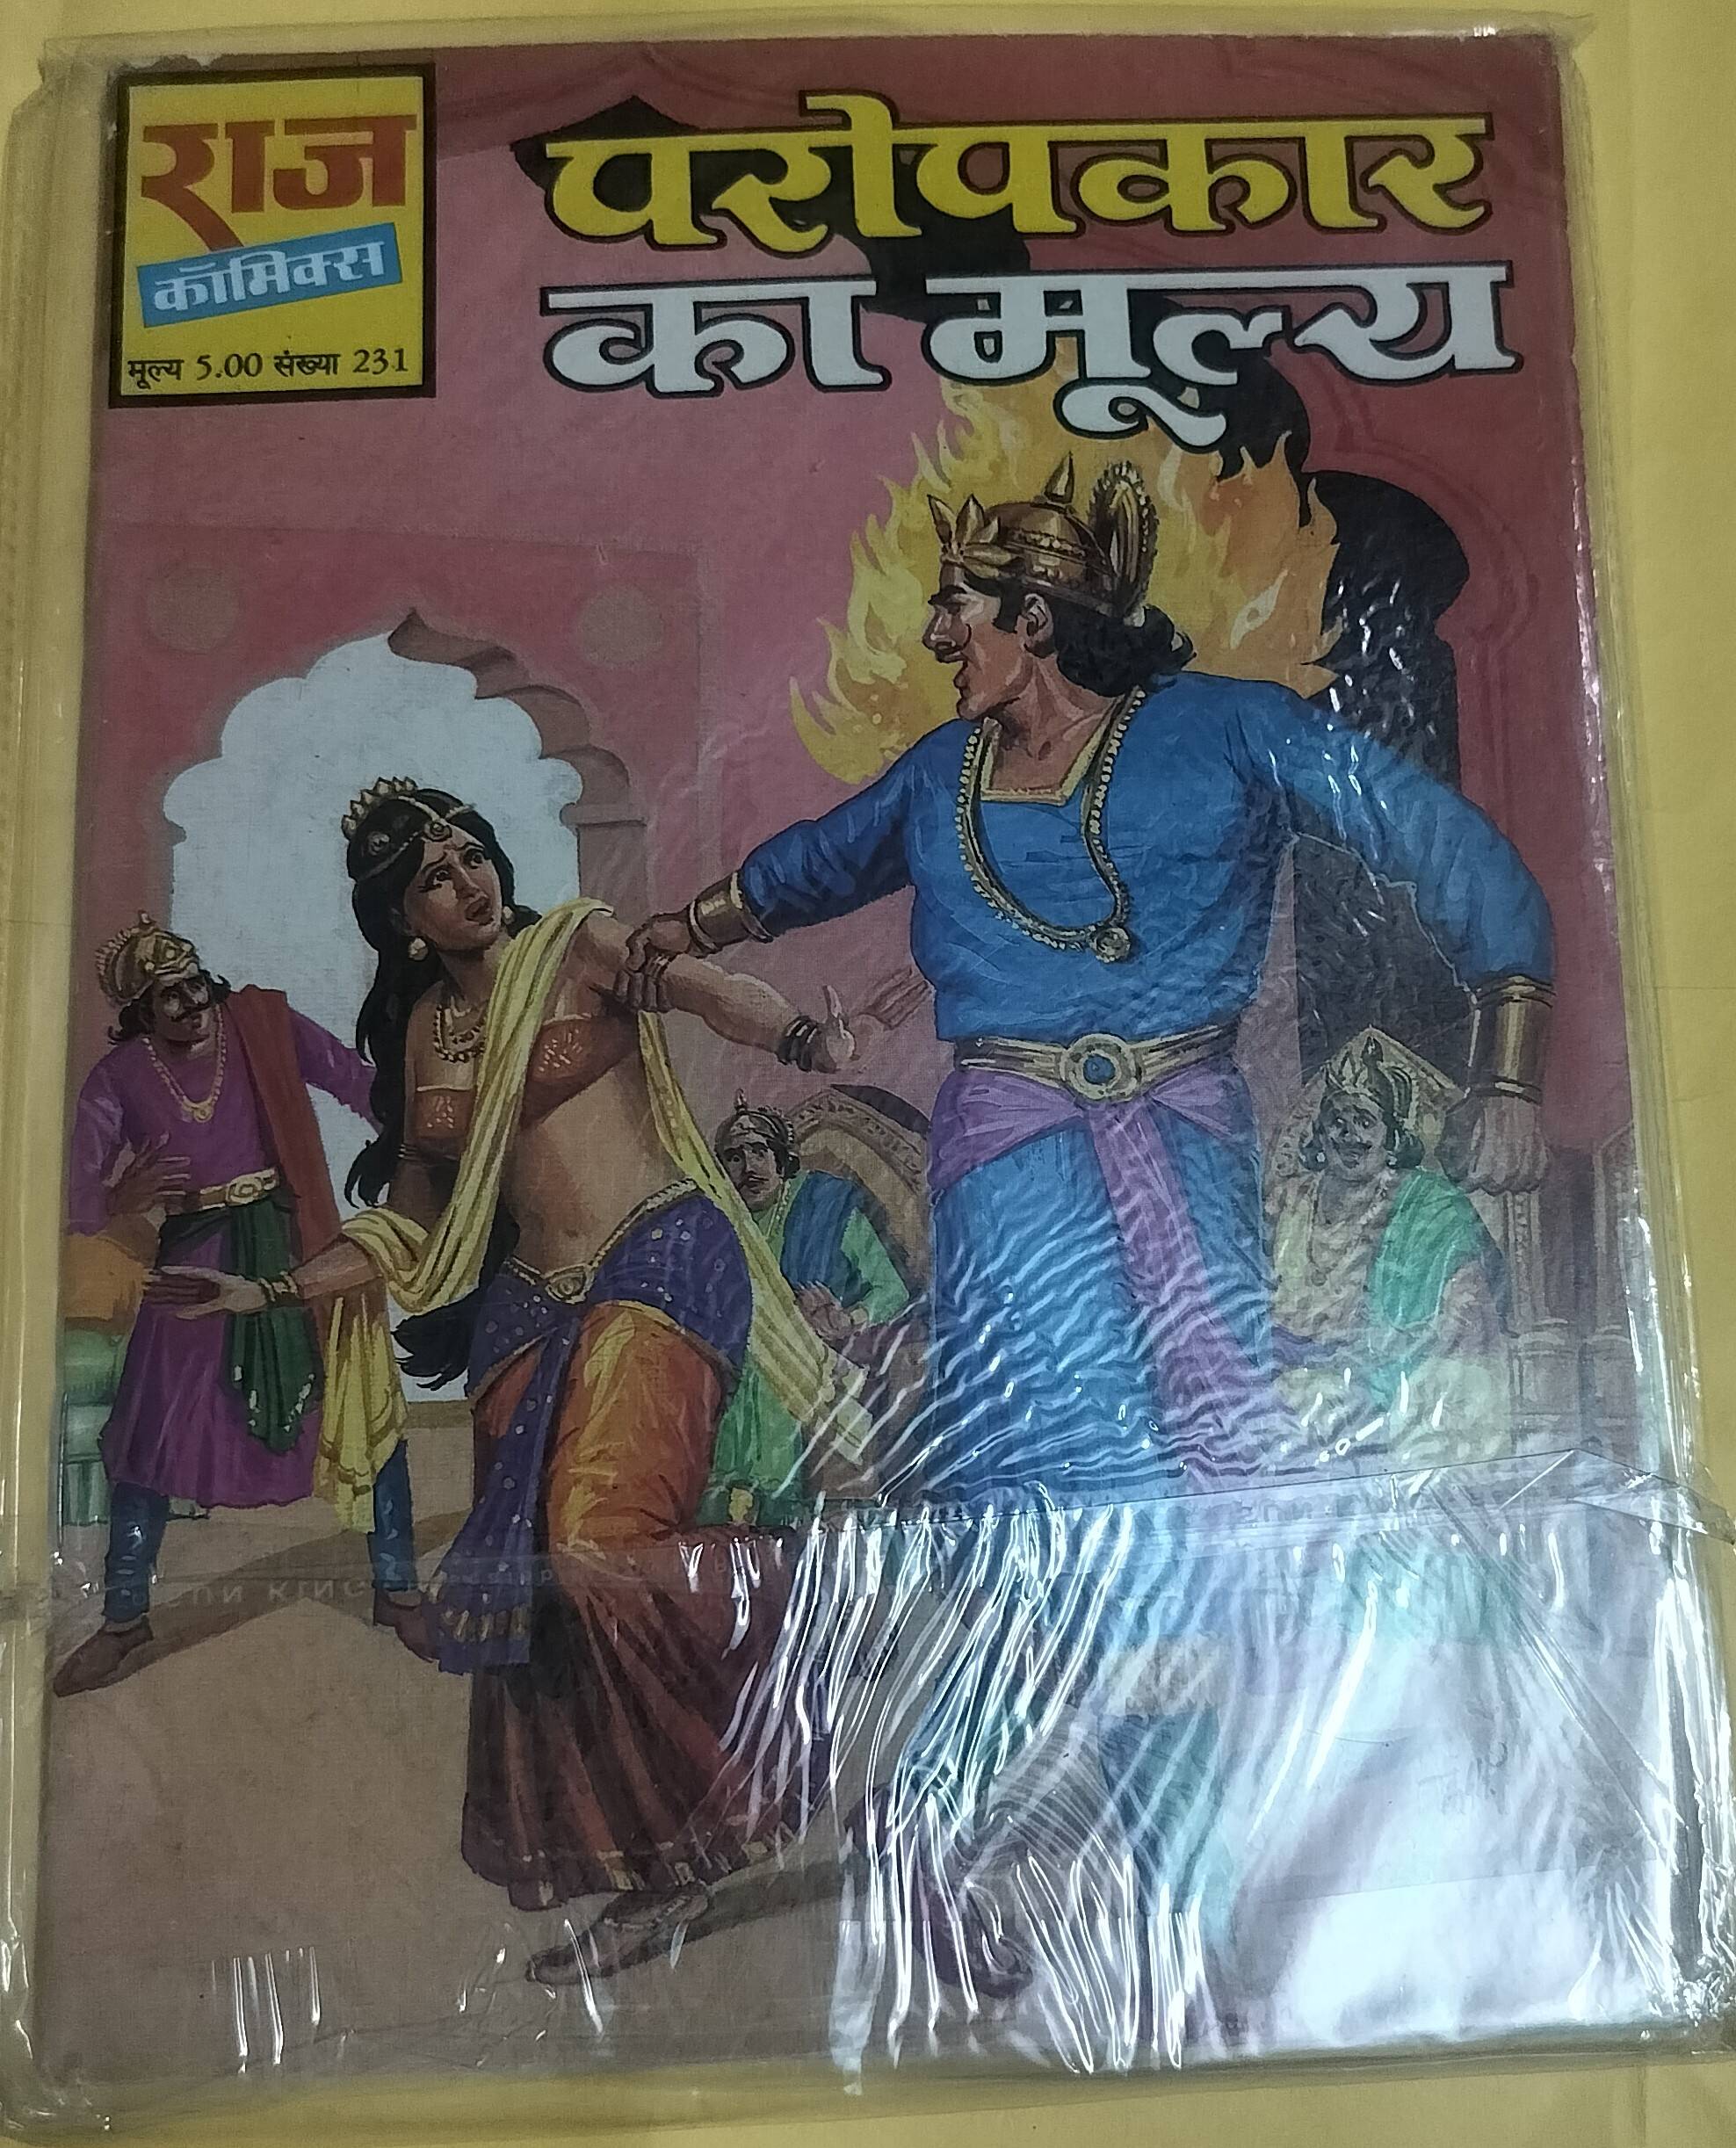 राज
कॉमिक्स
मूल्य 5.00 संख्या 231
परोपकार
का मूल्य